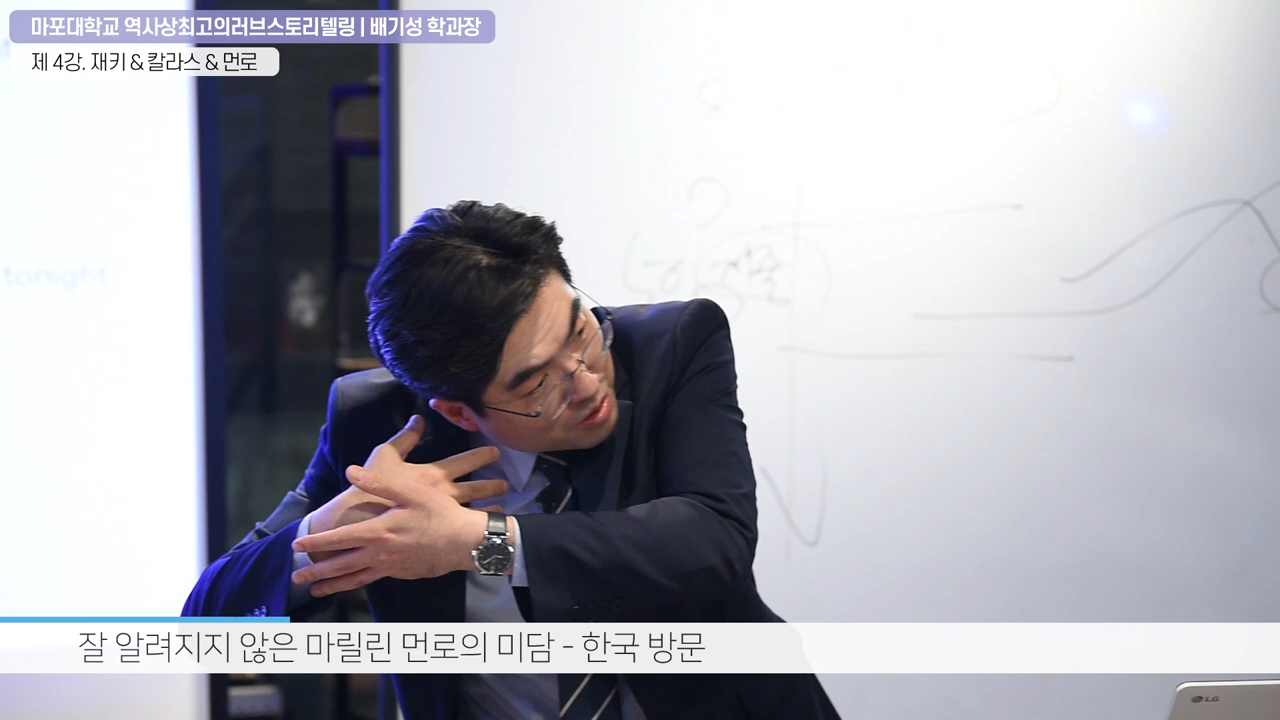 마포대학교 역사상최고의러브스토리텔링 | 배기성 학과장
제 4강. 재키 & 칼라스 & 먼로
tonight
잘 알려지지 않은 마릴린 먼로의 미담 - 한국 방문
LG